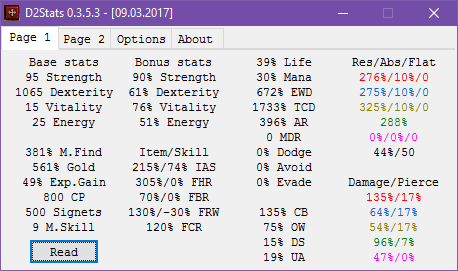 D2Stats 0.3.5.3 - [09.03.2017]
Page 1 Page 2 Options About
Base stats Bonus stats 39% Life Res/Abs/Flat
95 Strength 90% Strength 30% Mana 276%/10%/0
1065 Dexterity 61% Dexterity 672% EWD 275%/10%/0
15 Vitality 76% Vitality 1733% TCD 325%/10%/0
25 Energy 51% Energy 396% AR 288%
0 MDR 0%/0%/0
381% M.Find Item/Skill 0% Dodge 44%/50
561% Gold 215%/74% IAS 0% Avoid
49% Exp.Gain 305%/0% FHR 0% Evade Damage/Pierce
800 CP 70%/0% FBR 135%/17%
500 Signets 130%/-30% FRW 135% CB 64%/17%
9 M.Skill 120% FCR 75% OW 54%/17%
15% DS 96%/7%
Read 19% UA 47%/0%